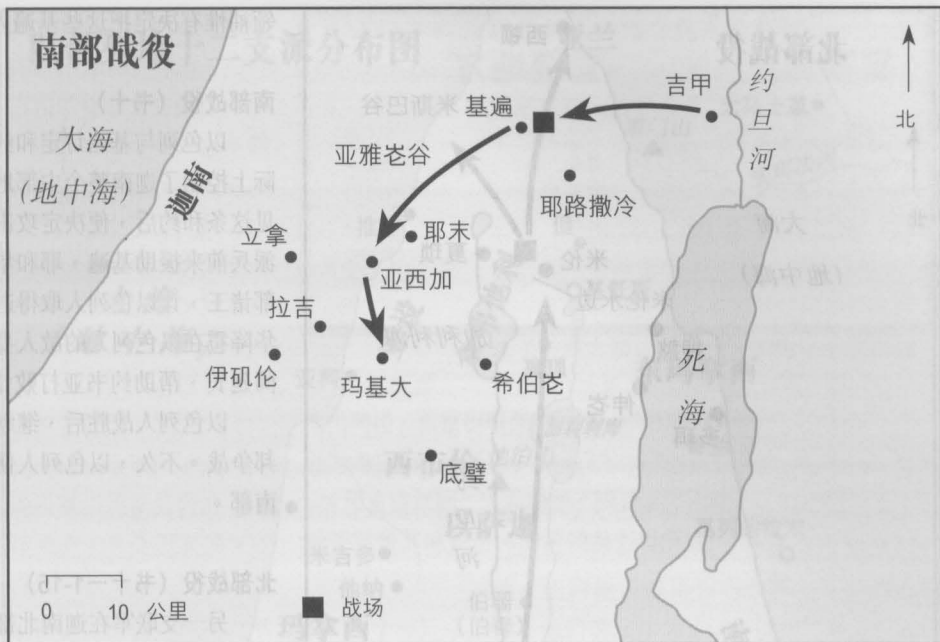 南部战役
大海
(地中海)
迦南
吉甲
约旦河
北
基遍
亚雅峇谷
耶路撒冷
立拿
耶末
亚西加
拉吉
伊矶伦
玛基大
希伯峇
死海
底璧
0 10 公里
战场